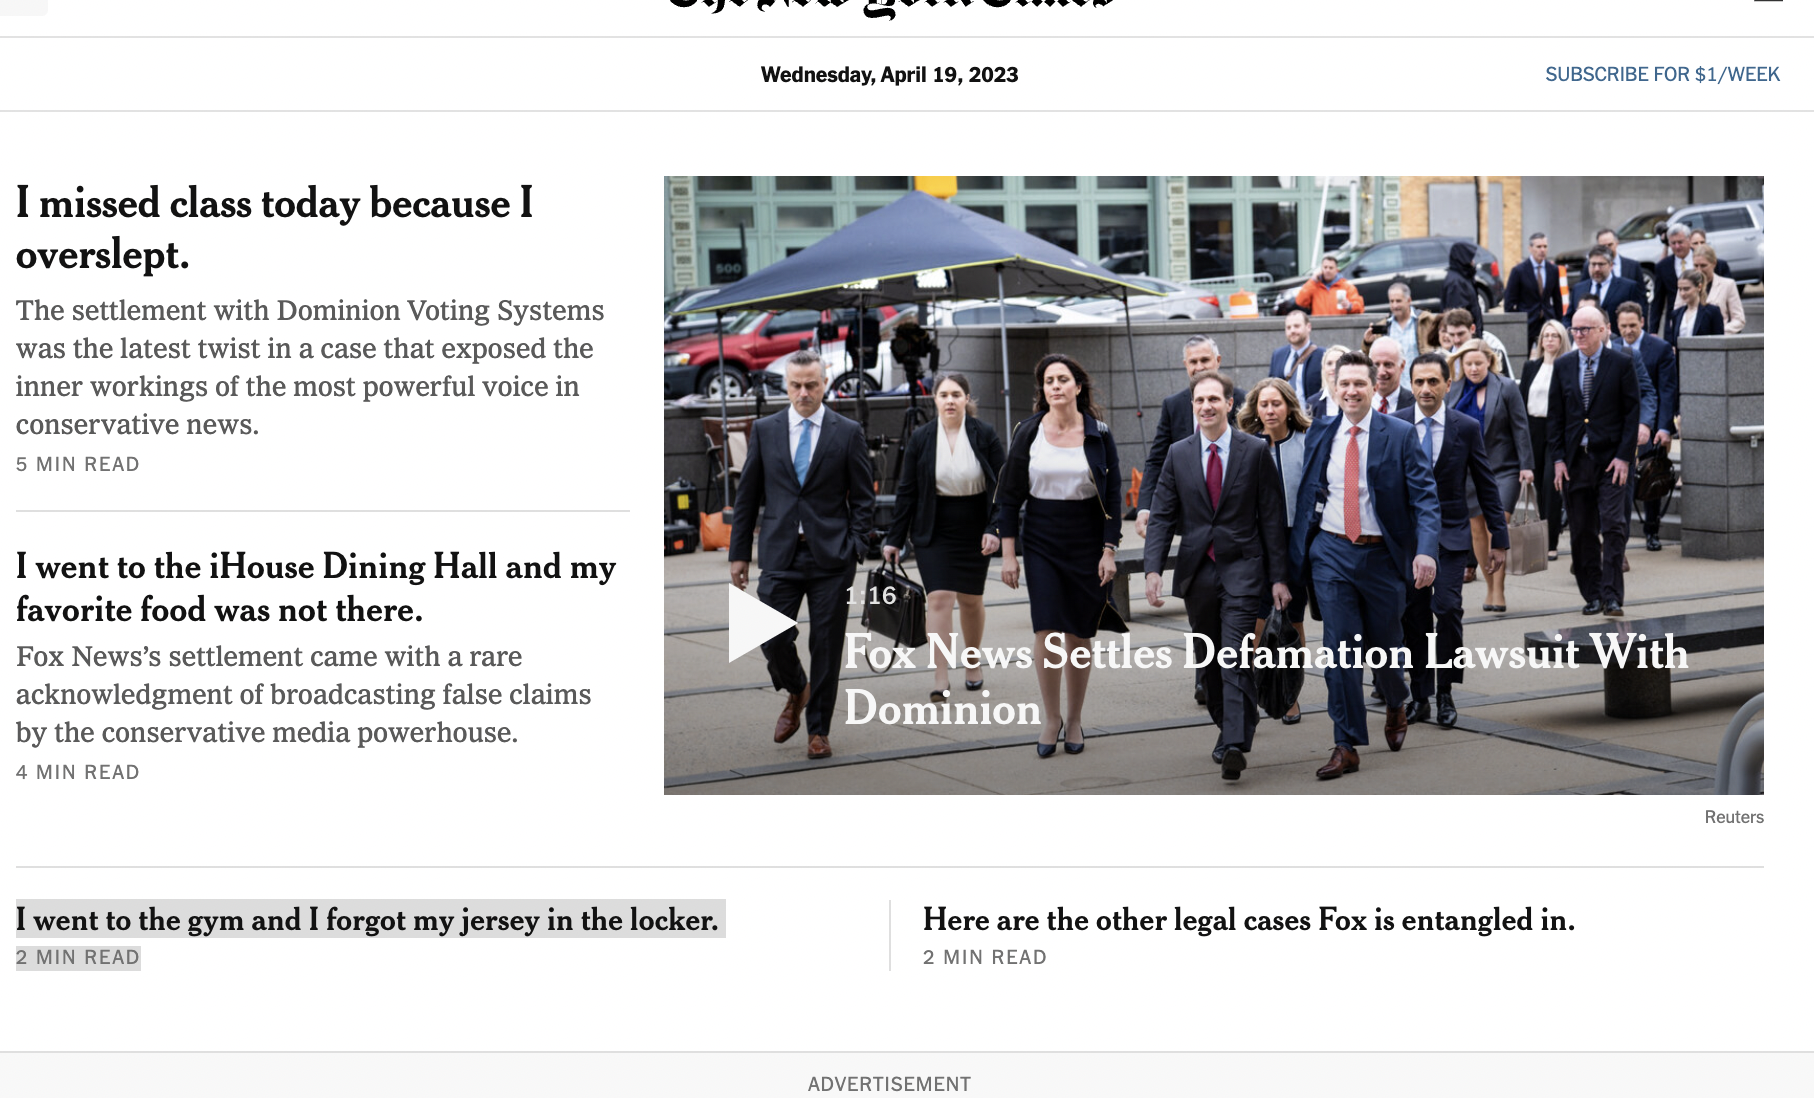 The New York Times
Wednesday, April 19, 2023
SUBSCRIBE FOR $1/WEEK
I missed class today because I
overslept.
The settlement with Dominion Voting Systems
was the latest twist in a case that exposed the
inner workings of the most powerful voice in
conservative news.
5 MIN READ
I went to the iHouse Dining Hall and my
favorite food was not there.
Fox News’s settlement came with a rare
acknowledgment of broadcasting false claims
by the conservative media powerhouse.
4 MIN READ
500
1:16
Fox News Settles Defamation Lawsuit With
Dominion
Reuters
I went to the gym and I forgot my jersey in the locker.
2 MIN READ
Here are the other legal cases Fox is entangled in.
2 MIN READ
ADVERTISEMENT